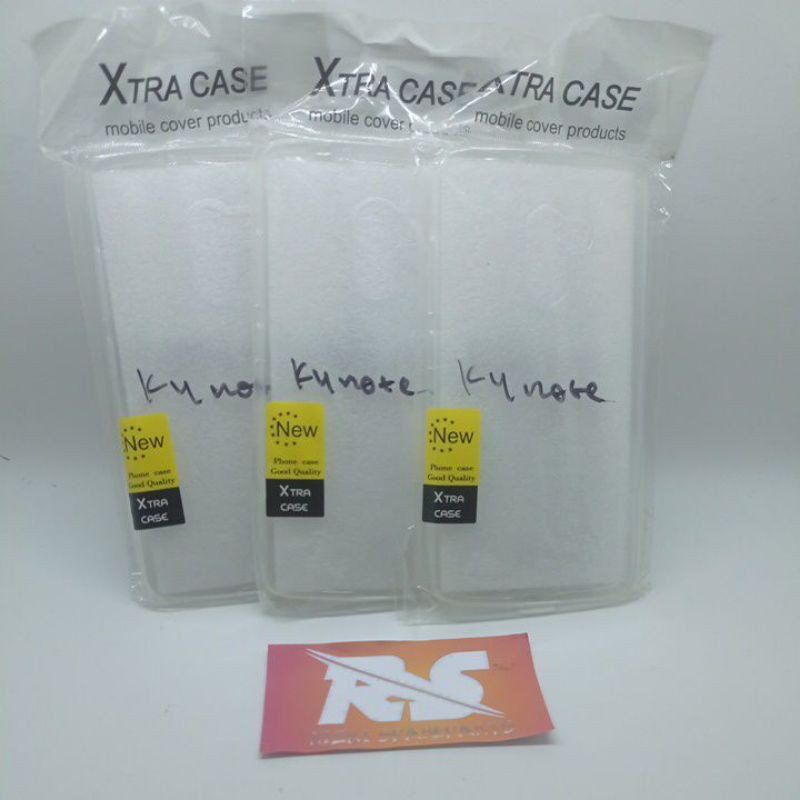 XTRA CASE
mobile cover products
K4 no
New
Phone case
Good Quality
XTRA
CASE
XTRA CASE
mobile cover
K4 note
New
Phone case
Good Quality
XTRA
CASE
XTRA CASE
mobile cover products
K4 note
New
Phone case
Good Quality
XTRA
CASE
RS